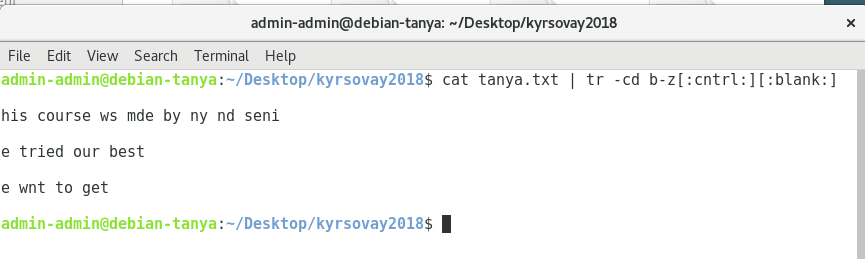 admin-admin@debian-tanya: ~/Desktop/kyrsovay2018
File Edit View Search Terminal Help
admin-admin@debian-tanya:~/Desktop/kyrsovay2018$ cat tanya.txt | tr -cd b-z[:cntrl:][:blank:]
his course ws mde by ny nd seni
e tried our best
e wnt to get
admin-admin@debian-tanya:~/Desktop/kyrsovay2018$